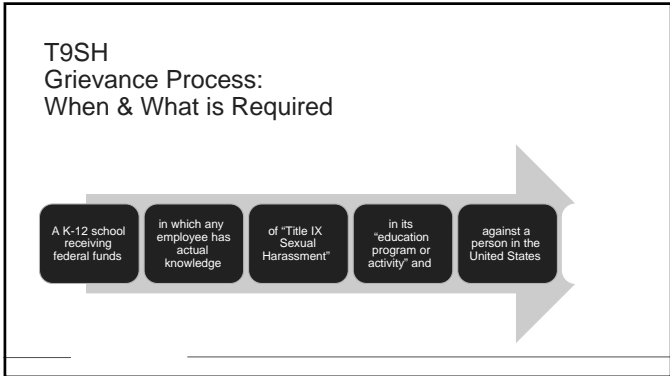 T9SH
Grievance Process:
When & What is Required
A K-12 school
receiving
federal funds
in which any
employee has
actual
knowledge
of “Title IX
Sexual
Harassment”
in its
“education
program or
activity” and
against a
person in the
United States